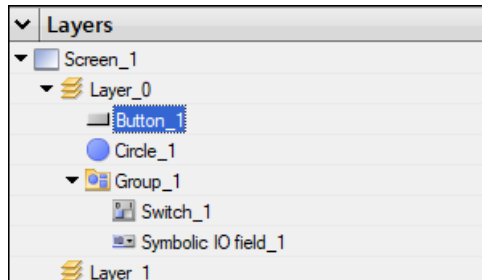 Layers
Screen_1
Layer_0
Button_1
Circle_1
Group_1
Switch_1
Symbolic IO field_1
Layer_1